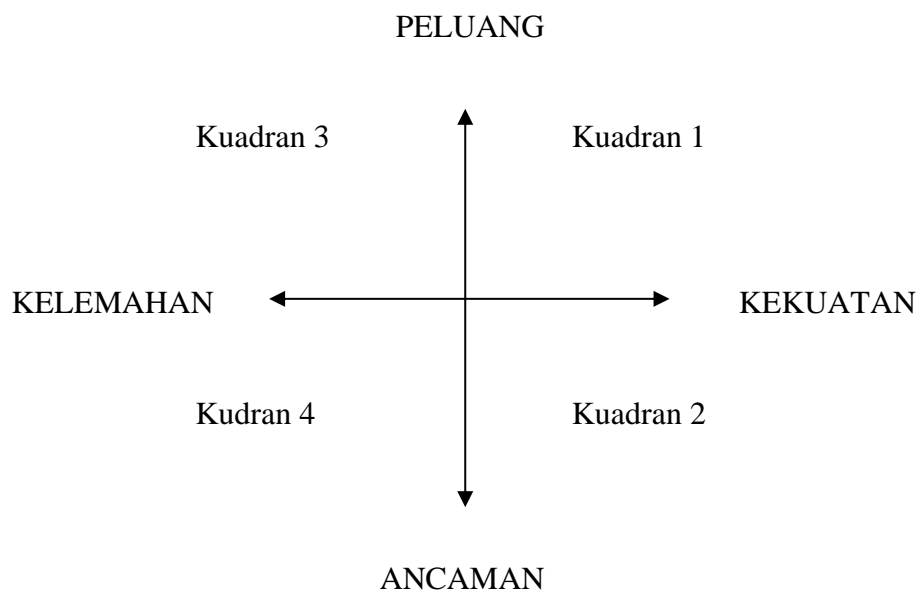 PELUANG
Kuadran 3
Kuadran 1
KELEMAHAN
KEKUATAN
Kudran 4
Kuadran 2
ANCAMAN